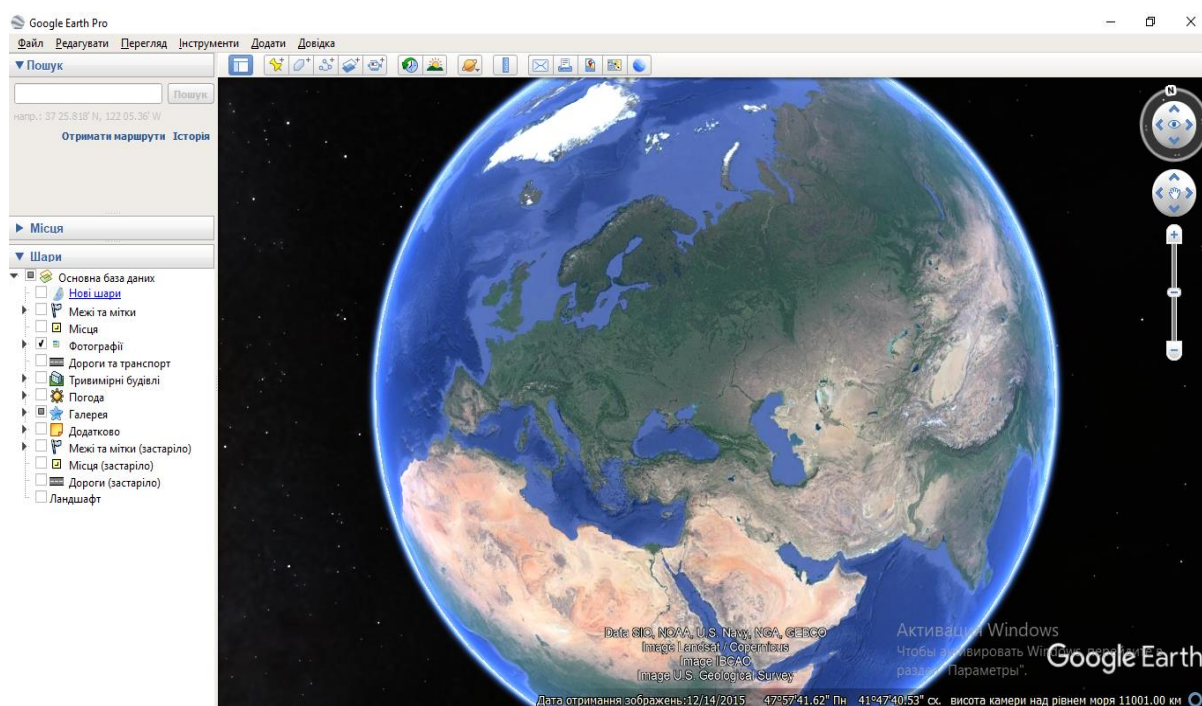 Google Earth Pro
Файл Редагувати Перегляд Інструменти Додати Довідка
Пошук
Пошук
напр.: 37 25.818' N, 122 05.36' W
Отримати маршрути Історія
Місця
Шари
Основна база даних
Нові шари
Межі та мітки
Місця
Фотографії
Дороги та транспорт
Тривимірні будівлі
Погода
Галерея
Додатково
Межі та мітки (застаріло)
Місця (застаріло)
Дороги (застаріло)
Ландшафт
N
Data SIO, NOAA, U.S. Navy, NGA, GEBCO
Image Landsat / Copernicus
Image IBCAO
Image U.S. Geological Survey
Активация Windows
Чтобы активировать Windows, перейдите в
раздел "Параметры".
Google Earth
Дата отримання зображень:12/14/2015 47°57'41.62" Пн 41°47'40.53" сх. висота камери над рівнем моря 11001.00 км